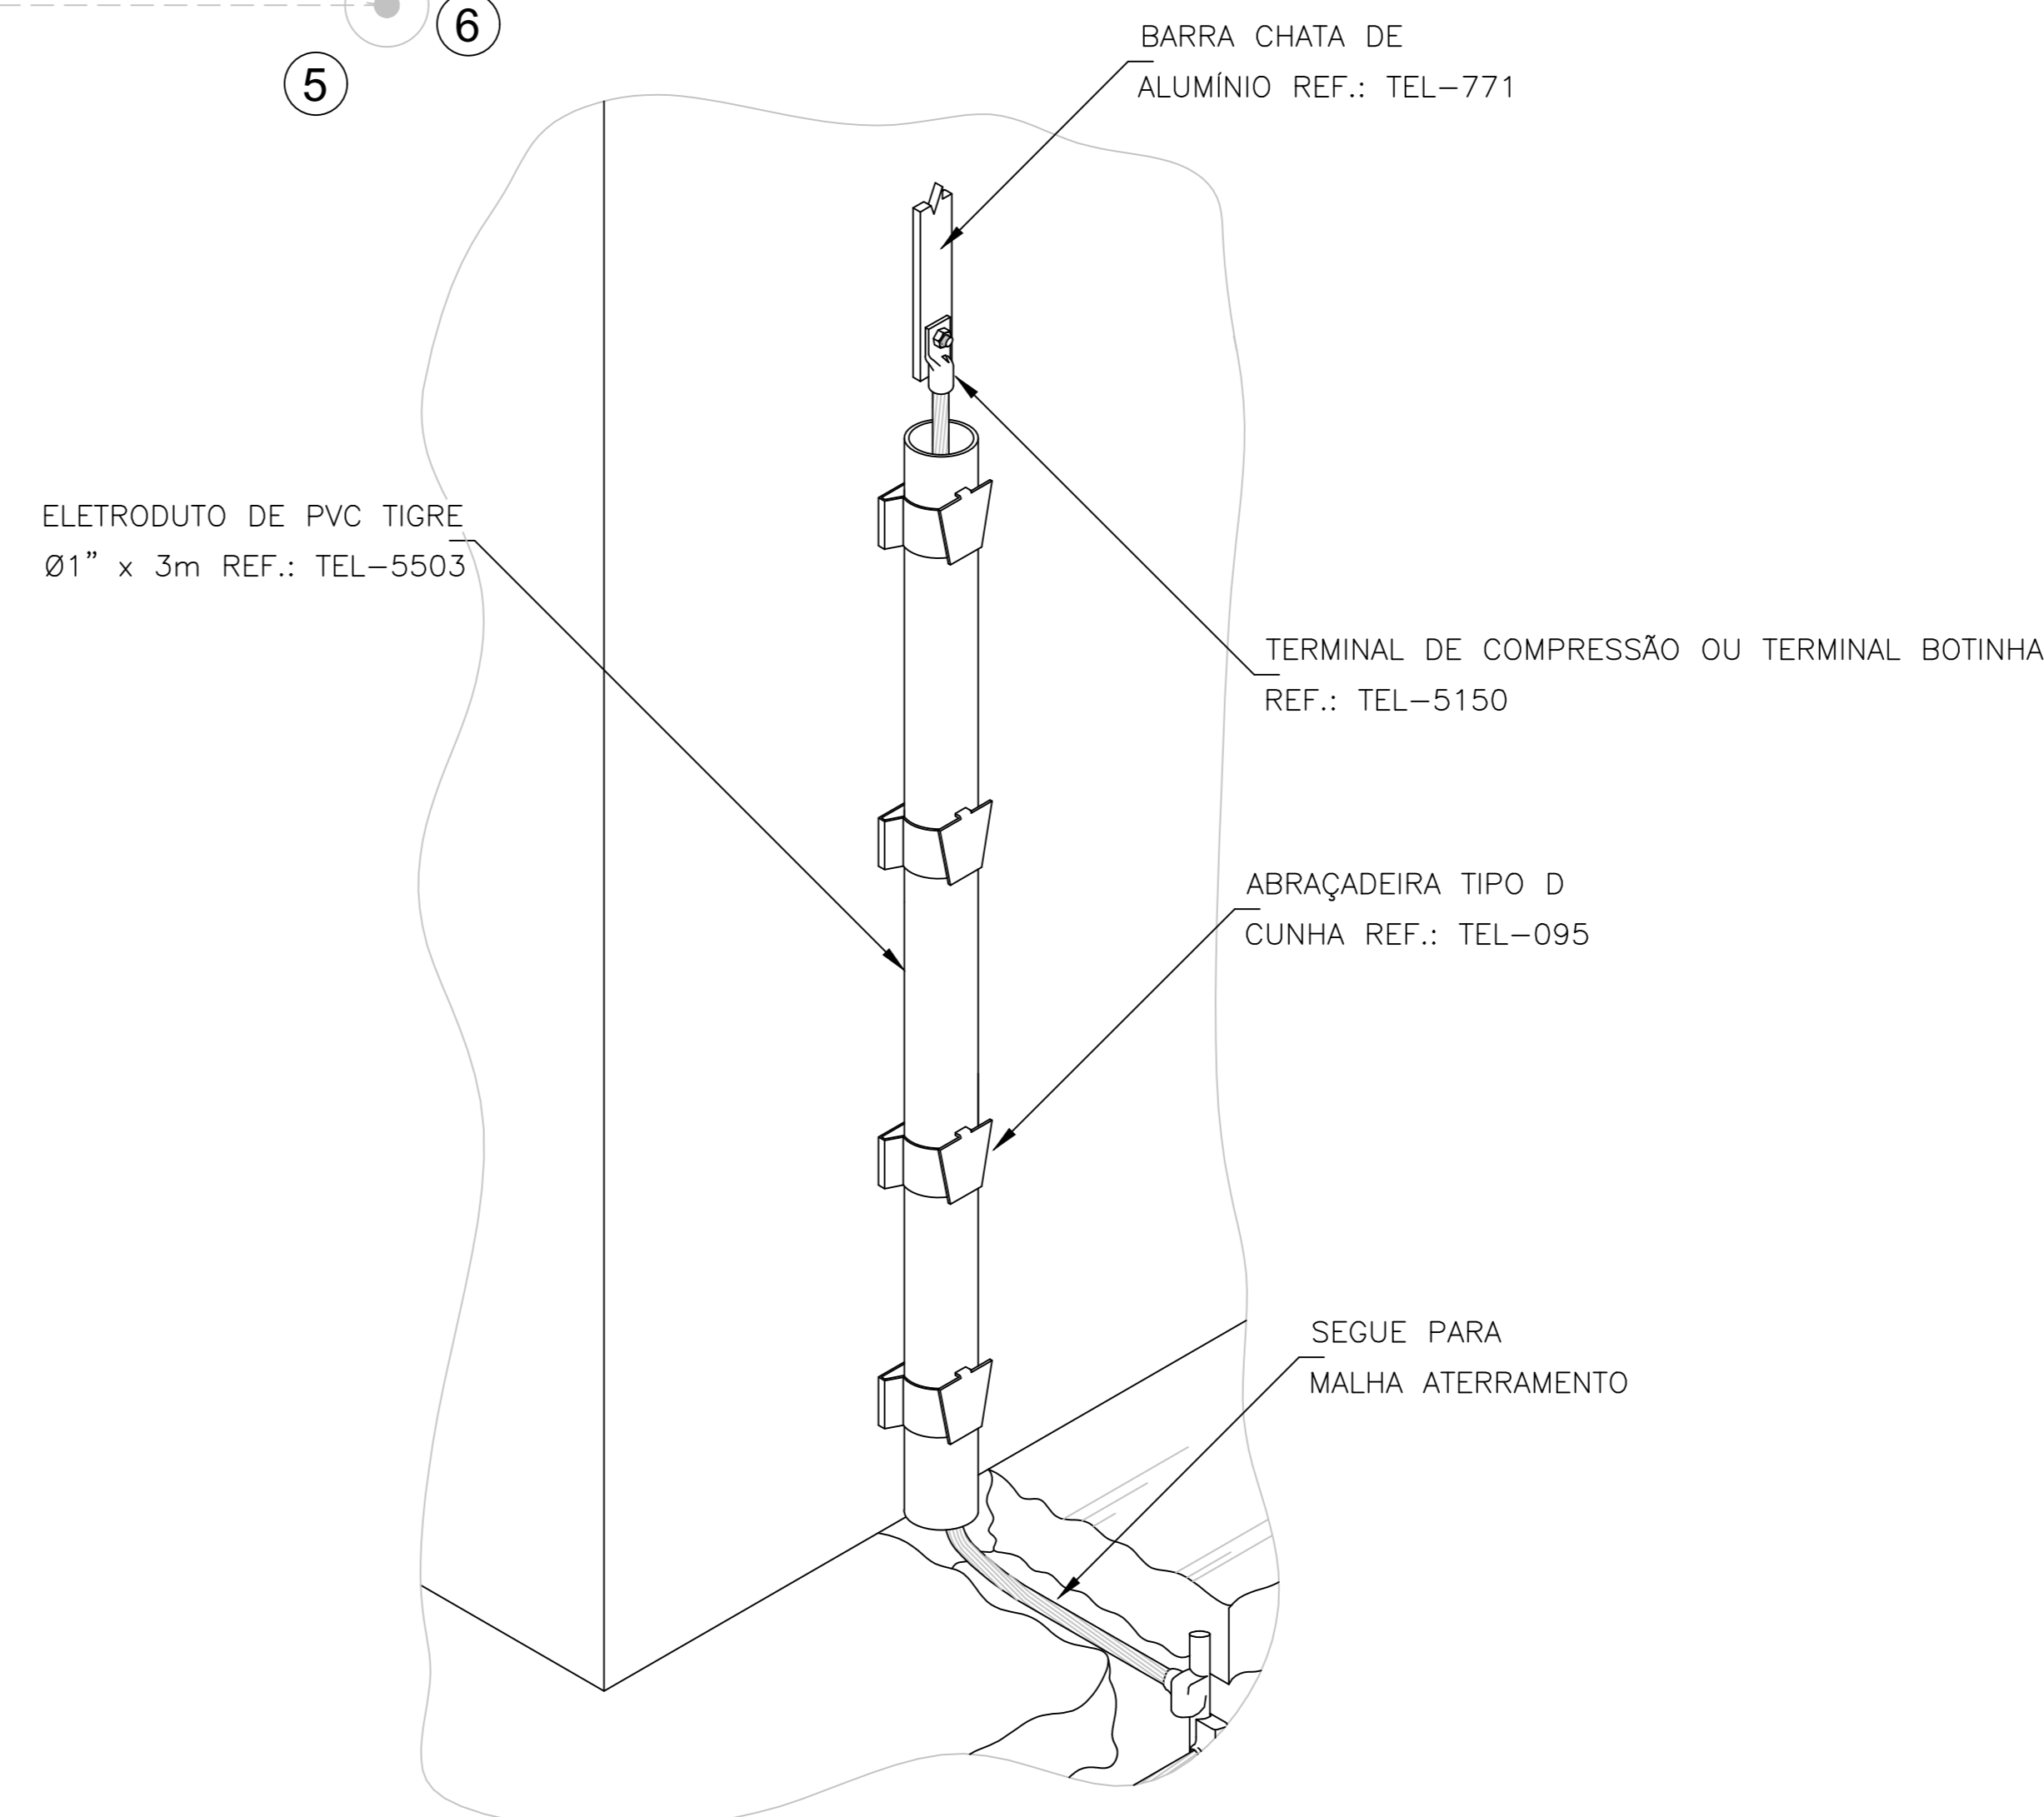 6
5
BARRA CHATA DE
ALUMÍNIO REF.: TEL-771
ELETRODUTO DE PVC TIGRE
Ø1” x 3m REF.: TEL-5503
TERMINAL DE COMPRESSÃO OU TERMINAL BOTINHA
REF.: TEL-5150
ABRAÇADEIRA TIPO D
CUNHA REF.: TEL-095
SEGUE PARA
MALHA ATERRAMENTO